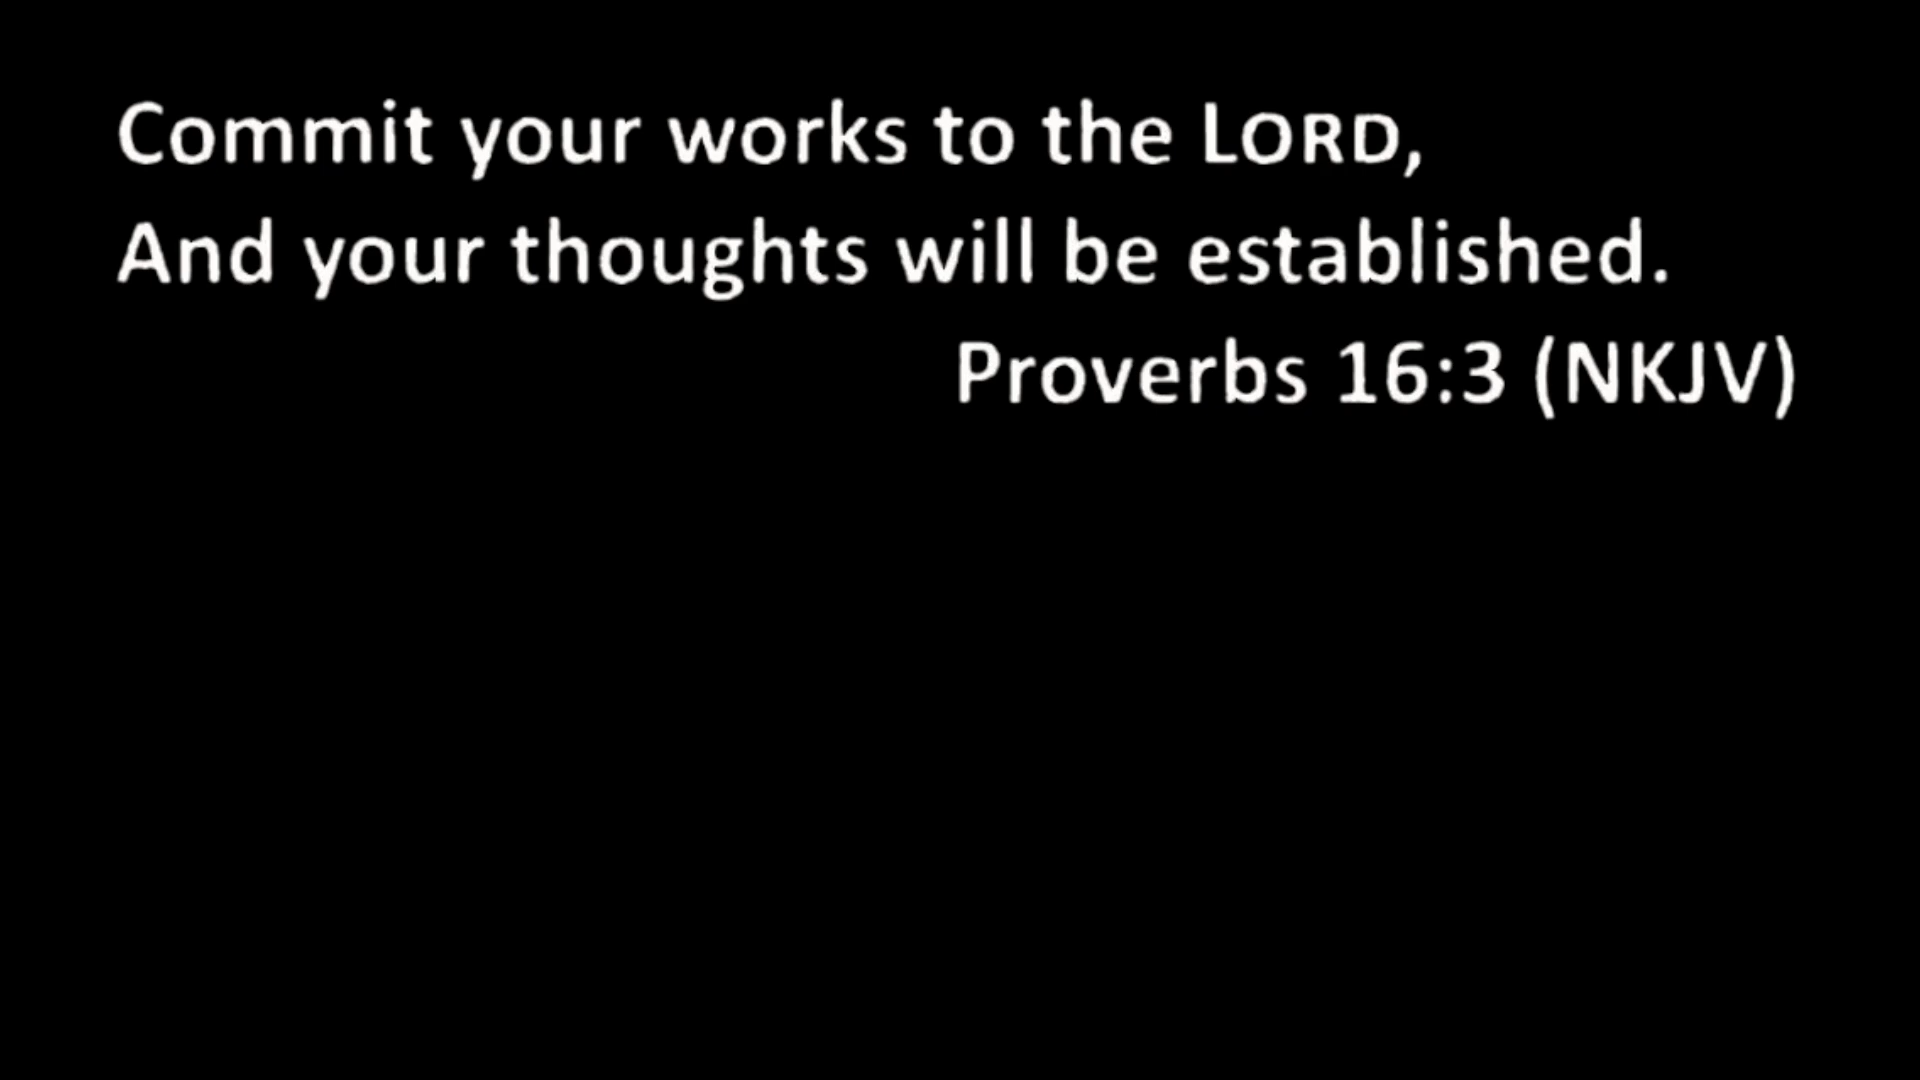 Commit your works to the LORD,
And your thoughts will be established.
Proverbs 16:3 (NKJV)